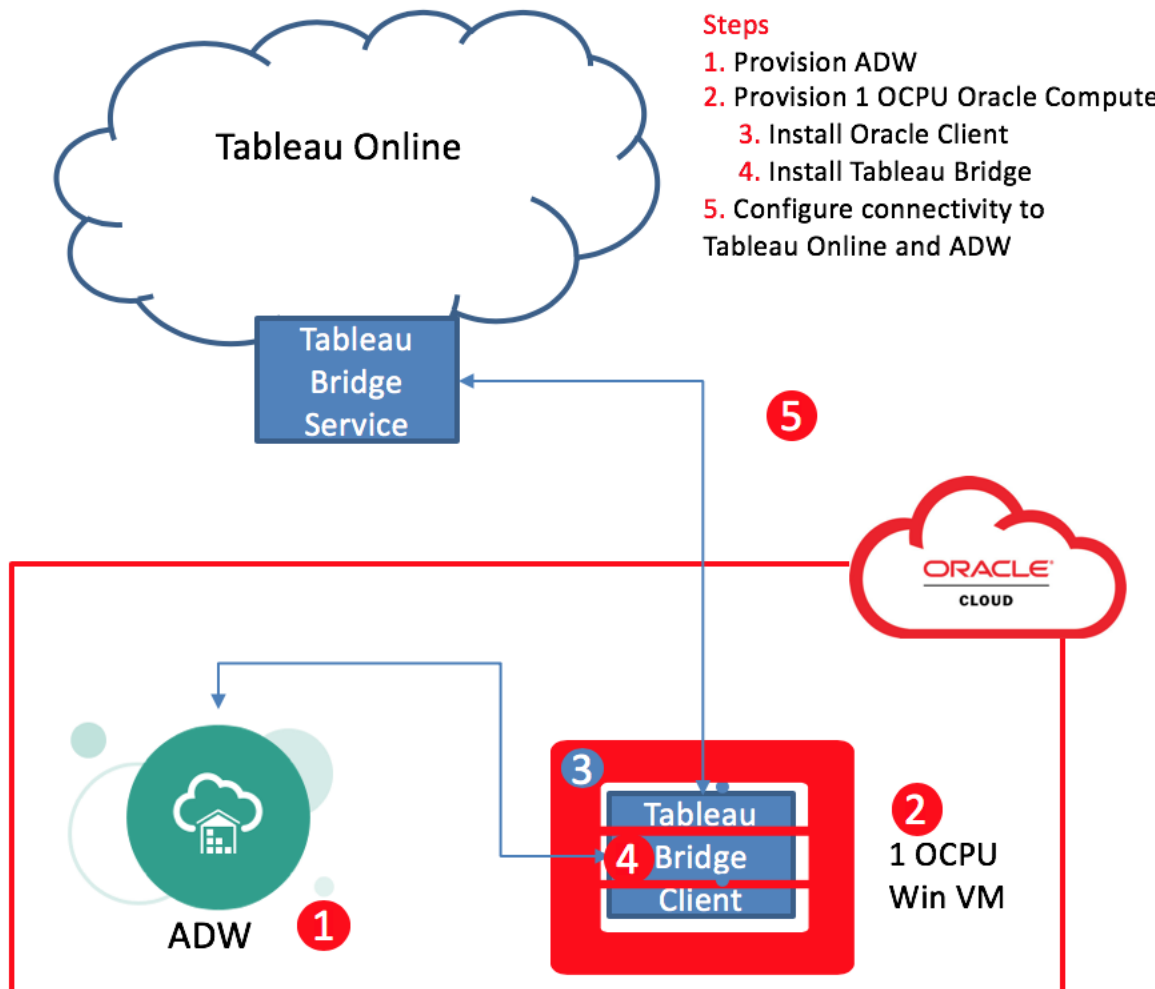 Steps
1. Provision ADW
2. Provision 1 OCPU Oracle Compute
3. Install Oracle Client
4. Install Tableau Bridge
5. Configure connectivity to
Tableau Online and ADW
Tableau Online
Tableau
Bridge
Service
5
ORACLE
CLOUD
3
Tableau
4
Bridge
Client
2
1 OCPU
Win VM
1
ADW